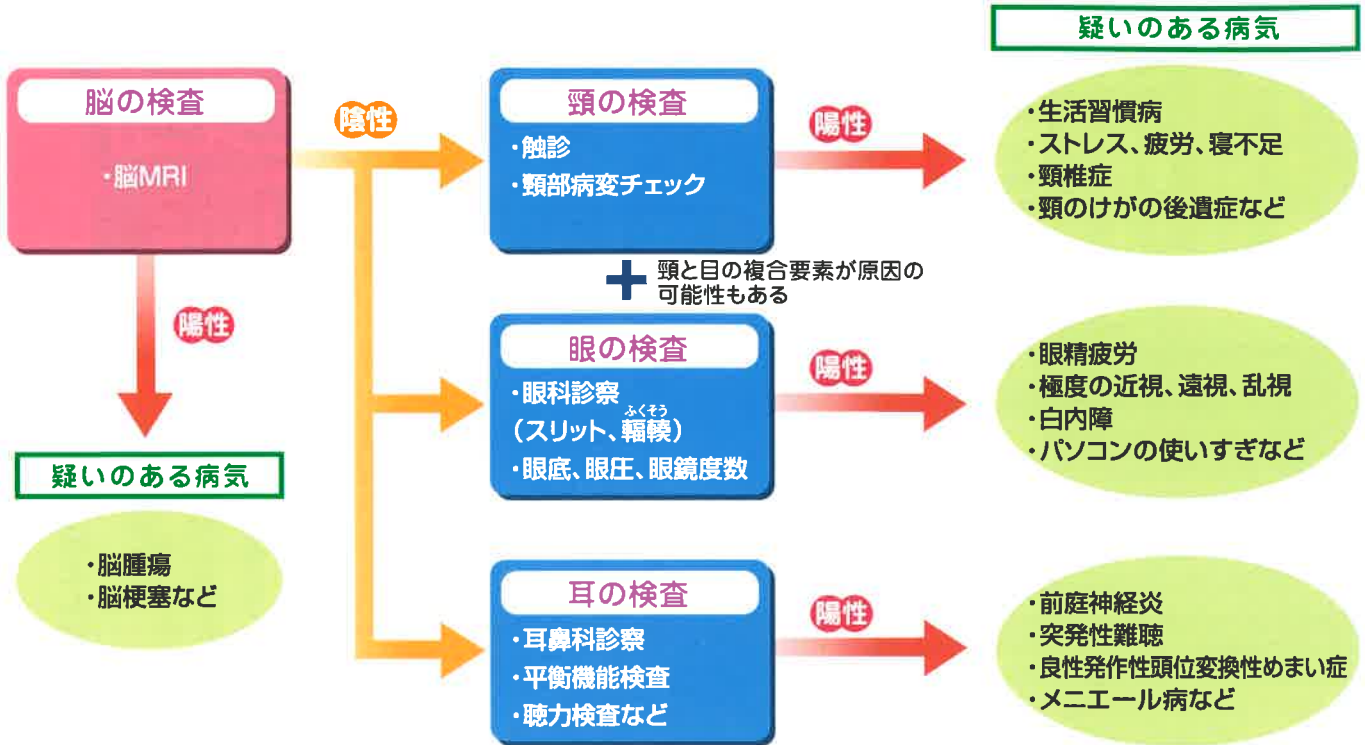 脳の検査
・脳MRI
陰性
陽性
疑いのある病気
・脳腫瘍
・脳梗塞など
頸の検査
・触診
・頸部病変チェック
陽性
疑いのある病気
・生活習慣病
・ストレス、疲労、寝不足
・頸椎症
・頸のけがの後遺症など
+
頸と目の複合要素が原因の
可能性もある
眼の検査
・眼科診察
ふくそう
（スリット、輻輳）
・眼底、眼圧、眼鏡度数
陽性
・眼精疲労
・極度の近視、遠視、乱視
・白内障
・パソコンの使いすぎなど
耳の検査
・耳鼻科診察
・平衡機能検査
・聴力検査など
陽性
・前庭神経炎
・突発性難聴
・良性発作性頭位変換性めまい症
・メニエール病など